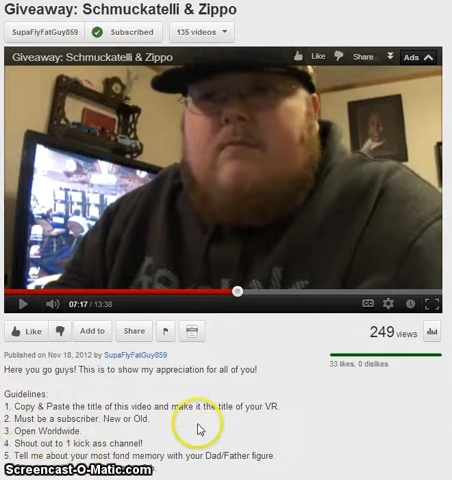 Giveaway: Schmuckatelli & Zippo
SupaFlyFatGuy859 Subscribed 135 videos
Giveaway: Schmuckatelli & Zippo Like Share Ads
07:17 / 13:38 CC
Like Add to Share 249 views
Published on Nov 18, 2012 by SupaFlyFatGuy859
33 likes, 0 dislikes
Here you go guys! This is to show my appreciation for all of you!
Guidelines:
1. Copy & Paste the title of this video and make it the title of your VR.
2. Must be a subscriber. New or Old.
3. Open Worldwide.
4. Shout out to 1 kick ass channel!
5. Tell me about your most fond memory with your Dad/Father figure.
Screencast-O-Matic.com